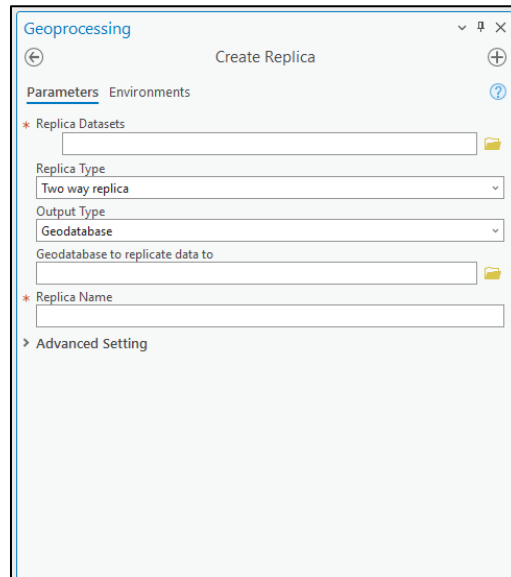 Geoprocessing
Create Replica
Parameters Environments
* Replica Datasets
Replica Type
Two way replica
Output Type
Geodatabase
Geodatabase to replicate data to
* Replica Name
Advanced Setting